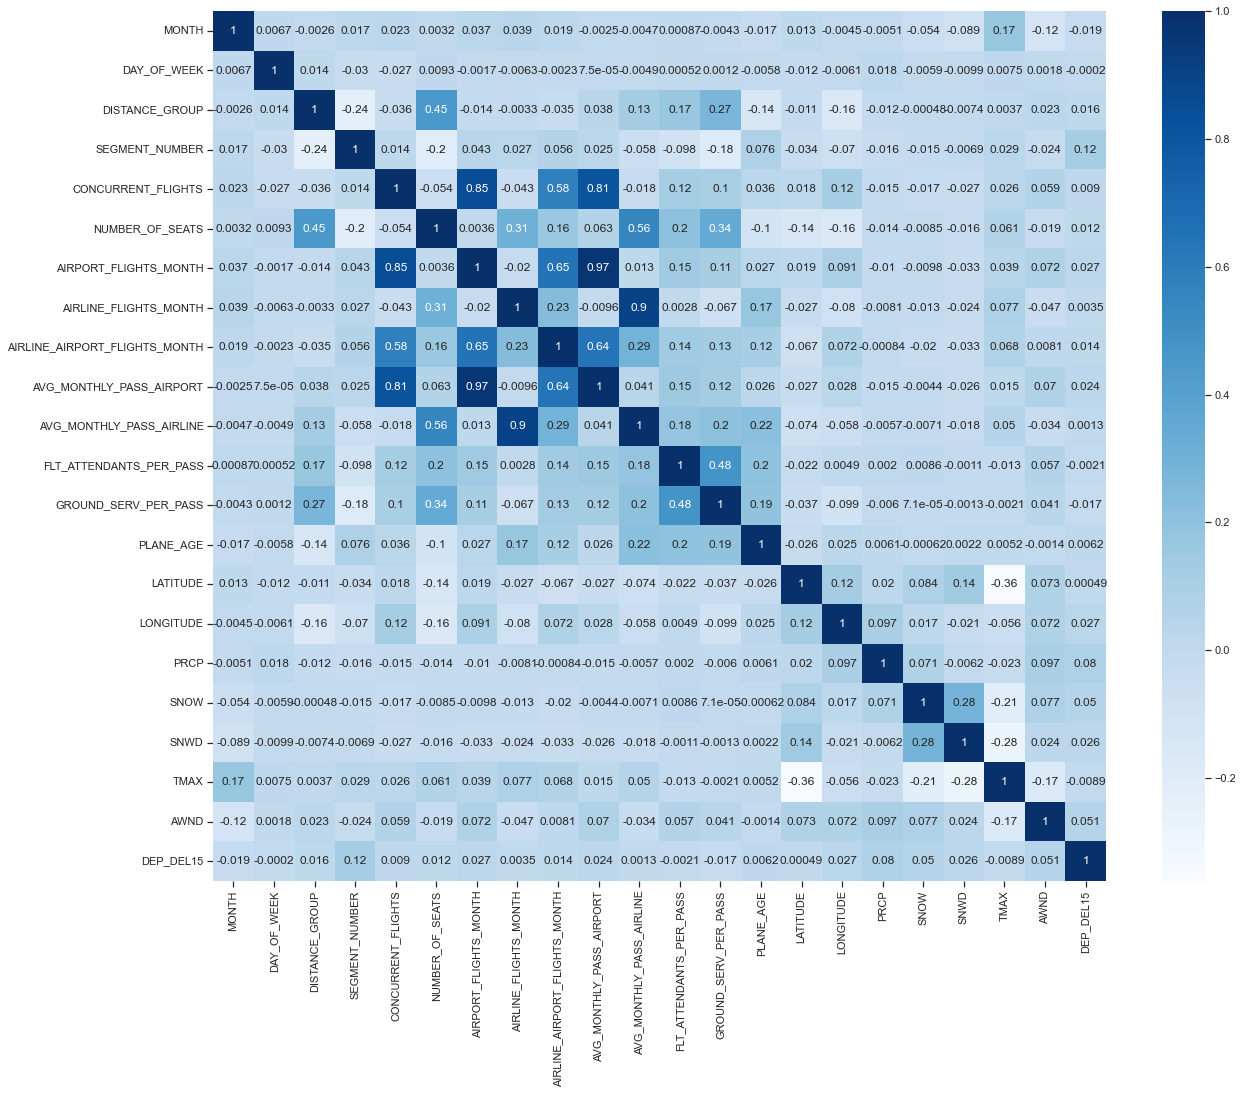 MONTH 1 0.0067 -0.0026 0.017 0.023 0.0032 0.037 0.039 0.019 -0.0025 -0.0047 0.00087 -0.0043 -0.017 0.013 -0.0045 -0.0051 -0.054 -0.089 0.17 -0.12 -0.019
DAY_OF_WEEK 0.0067 1 0.014 -0.03 -0.027 0.0093 -0.0017 -0.0063 -0.0023 7.5e-05 -0.0049 0.00052 0.0012 -0.0058 -0.012 -0.0061 0.018 -0.0059 -0.0099 0.0075 0.0018 -0.0002
DISTANCE_GROUP -0.0026 0.014 1 -0.24 -0.036 0.45 -0.014 -0.0033 -0.035 0.038 0.13 0.17 0.27 -0.14 -0.011 -0.16 -0.012 -0.00048 -0.0074 0.0037 0.023 0.016
SEGMENT_NUMBER 0.017 -0.03 -0.24 1 0.014 -0.2 0.043 0.027 0.056 0.025 -0.058 -0.098 -0.18 0.076 -0.034 -0.07 -0.016 -0.015 -0.0069 0.029 -0.024 0.12
CONCURRENT_FLIGHTS 0.023 -0.027 -0.036 0.014 1 -0.054 0.85 -0.043 0.58 0.81 -0.018 0.12 0.1 0.036 0.018 0.12 -0.015 -0.017 -0.027 0.026 0.059 0.009
NUMBER_OF_SEATS 0.0032 0.0093 0.45 -0.2 -0.054 1 0.0036 0.31 0.16 0.063 0.56 0.2 0.34 -0.1 -0.14 -0.16 -0.014 -0.0085 -0.016 0.061 -0.019 0.012
AIRPORT_FLIGHTS_MONTH 0.037 -0.0017 -0.014 0.043 0.85 0.0036 1 -0.02 0.65 0.97 0.013 0.15 0.11 0.027 0.019 0.091 -0.01 -0.0098 -0.033 0.039 0.072 0.027
AIRLINE_FLIGHTS_MONTH 0.039 -0.0063 -0.0033 0.027 -0.043 0.31 -0.02 1 0.23 -0.0096 0.9 0.0028 -0.067 0.17 -0.027 -0.08 -0.0081 -0.013 -0.024 0.077 -0.047 0.0035
AIRLINE_AIRPORT_FLIGHTS_MONTH 0.019 -0.0023 -0.035 0.056 0.58 0.16 0.65 0.23 1 0.64 0.29 0.14 0.13 0.12 -0.067 0.072 -0.00084 -0.02 -0.033 0.068 0.0081 0.014
AVG_MONTHLY_PASS_AIRPORT -0.0025 7.5e-05 0.038 0.025 0.81 0.063 0.97 -0.0096 0.64 1 0.041 0.15 0.12 0.026 -0.027 0.028 -0.015 -0.0044 -0.026 0.015 0.07 0.024
AVG_MONTHLY_PASS_AIRLINE -0.0047 -0.0049 0.13 -0.058 -0.018 0.56 0.013 0.9 0.29 0.041 1 0.18 0.2 0.22 -0.074 -0.058 -0.0057 -0.0071 -0.018 0.05 -0.034 0.0013
FLT_ATTENDANTS_PER_PASS 0.00087 0.00052 0.17 -0.098 0.12 0.2 0.15 0.0028 0.14 0.15 0.18 1 0.48 0.2 -0.022 0.0049 0.002 0.0086 -0.0011 -0.013 0.057 -0.0021
GROUND_SERV_PER_PASS -0.0043 0.0012 0.27 -0.18 0.1 0.34 0.11 -0.067 0.13 0.12 0.2 0.48 1 0.19 -0.037 -0.099 -0.006 7.1e-05 -0.0013 -0.0021 0.041 -0.017
PLANE_AGE -0.017 -0.0058 -0.14 0.076 0.036 -0.1 0.027 0.17 0.12 0.026 0.22 0.2 0.19 1 -0.026 0.025 0.0061 -0.00062 0.0022 0.0052 -0.0014 0.0062
LATITUDE 0.013 -0.012 -0.011 -0.034 0.018 -0.14 0.019 -0.027 -0.067 -0.027 -0.074 -0.022 -0.037 -0.026 1 0.12 0.02 0.084 0.14 -0.36 0.073 0.00049
LONGITUDE -0.0045 -0.0061 -0.16 -0.07 0.12 -0.16 0.091 -0.08 0.072 0.028 -0.058 0.0049 -0.099 0.025 0.12 1 0.097 0.017 -0.021 -0.056 0.072 0.027
PRCP -0.0051 0.018 -0.012 -0.016 -0.015 -0.014 -0.01 -0.0081 -0.00084 -0.015 -0.0057 0.002 -0.006 0.0061 0.02 0.097 1 0.071 -0.0062 -0.023 0.097 0.08
SNOW -0.054 -0.0059 -0.00048 -0.015 -0.017 -0.0085 -0.0098 -0.013 -0.02 -0.0044 -0.0071 0.0086 7.1e-05 -0.00062 0.084 0.017 0.071 1 0.28 -0.21 0.077 0.05
SNWD -0.089 -0.0099 -0.0074 -0.0069 -0.027 -0.016 -0.033 -0.024 -0.033 -0.026 -0.018 -0.0011 -0.0013 0.0022 0.14 -0.021 -0.0062 0.28 1 -0.28 0.024 0.026
TMAX 0.17 0.0075 0.0037 0.029 0.026 0.061 0.039 0.077 0.068 0.015 0.05 -0.013 -0.0021 0.0052 -0.36 -0.056 -0.023 -0.21 -0.28 1 -0.17 -0.0089
AWND -0.12 0.0018 0.023 -0.024 0.059 -0.019 0.072 -0.047 0.0081 0.07 -0.034 0.057 0.041 -0.0014 0.073 0.072 0.097 0.077 0.024 -0.17 1 0.051
DEP_DEL15 -0.019 -0.0002 0.016 0.12 0.009 0.012 0.027 0.0035 0.014 0.024 0.0013 -0.0021 -0.017 0.0062 0.00049 0.027 0.08 0.05 0.026 -0.0089 0.051 1
MONTH
DAY_OF_WEEK
DISTANCE_GROUP
SEGMENT_NUMBER
CONCURRENT_FLIGHTS
NUMBER_OF_SEATS
AIRPORT_FLIGHTS_MONTH
AIRLINE_FLIGHTS_MONTH
AIRLINE_AIRPORT_FLIGHTS_MONTH
AVG_MONTHLY_PASS_AIRPORT
AVG_MONTHLY_PASS_AIRLINE
FLT_ATTENDANTS_PER_PASS
GROUND_SERV_PER_PASS
PLANE_AGE
LATITUDE
LONGITUDE
PRCP
SNOW
SNWD
TMAX
AWND
DEP_DEL15
1.0
0.8
0.6
0.4
0.2
0.0
−0.2